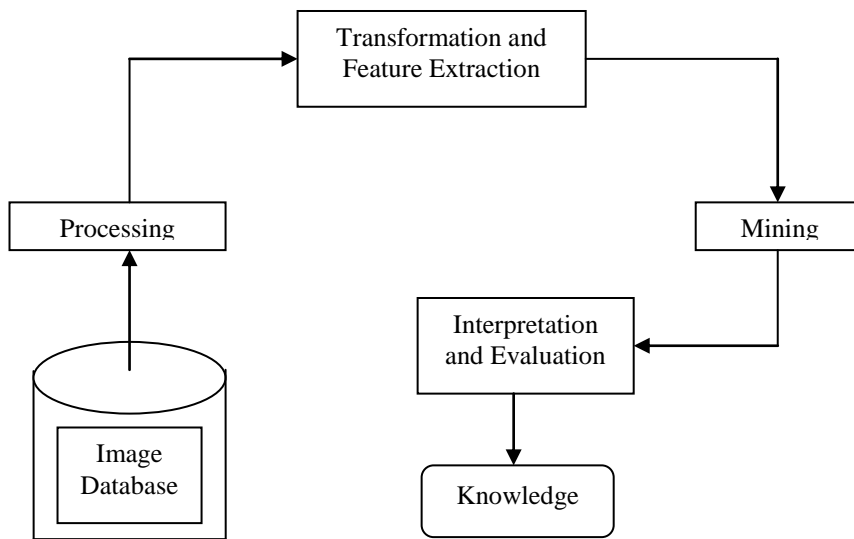 Transformation and
Feature Extraction
Processing
Mining
Interpretation
and Evaluation
Image
Database
Knowledge